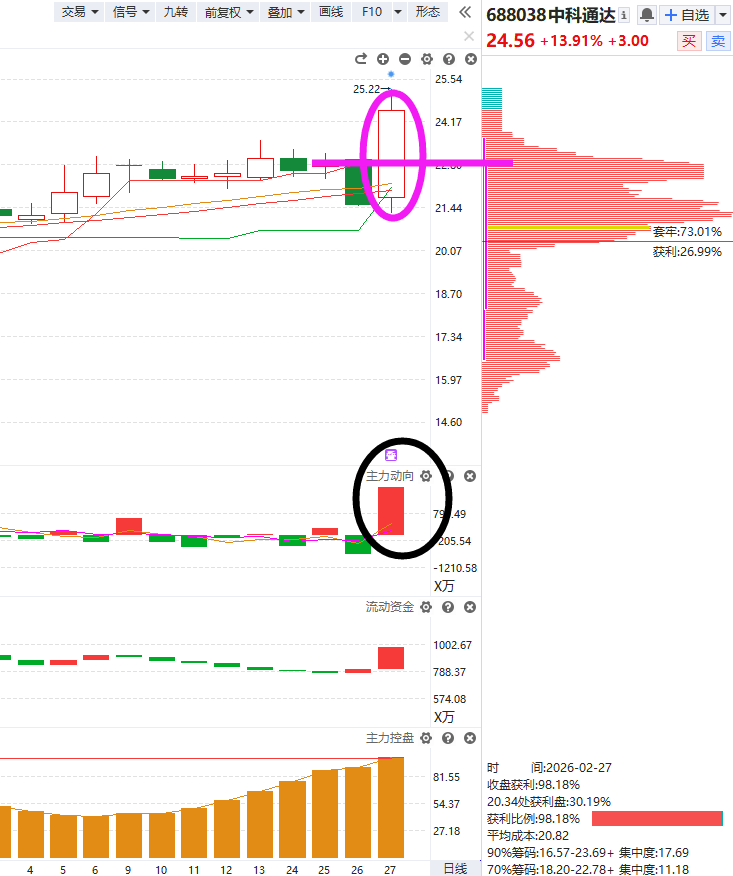 交易 信号 九转 前复权 叠加 画线 F10 形态
688038中科通达
自选
24.56 +13.91% +3.00 买 卖
25.22
25.54
24.17
21.44
20.07
18.70
17.34
15.97
14.60
套牢:73.01%
获利:26.99%
主力动向
205.54
-1210.58
X万
流动资金
1002.67
788.37
574.08
X万
主力控盘
81.55
54.37
27.18
4 5 6 9 10 11 12 13 24 25 26 27 日线
时 间:2026-02-27
收盘获利:98.18%
20.34处获利盘:30.19%
获利比例:98.18%
平均成本:20.82
90%筹码:16.57-23.69+ 集中度:17.69
70%筹码:18.20-22.78+ 集中度:11.18